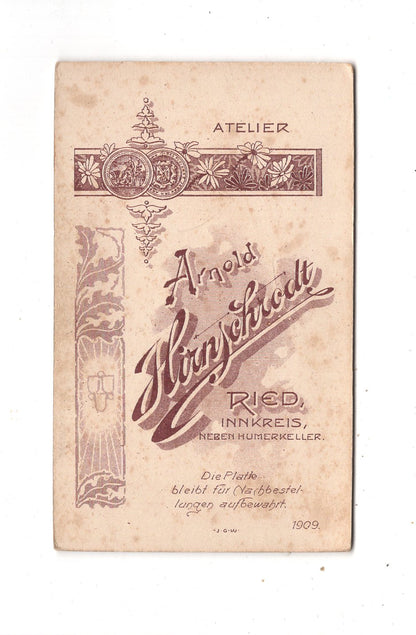 ATELIER
Arnold
Hirnschrodt
RIED,
INNKREIS,
NEBEN HUMERKELLER.
Die Platte
bleibt für Nachbestel-
lungen aufbewahrt.
1909.
·J·G·W·